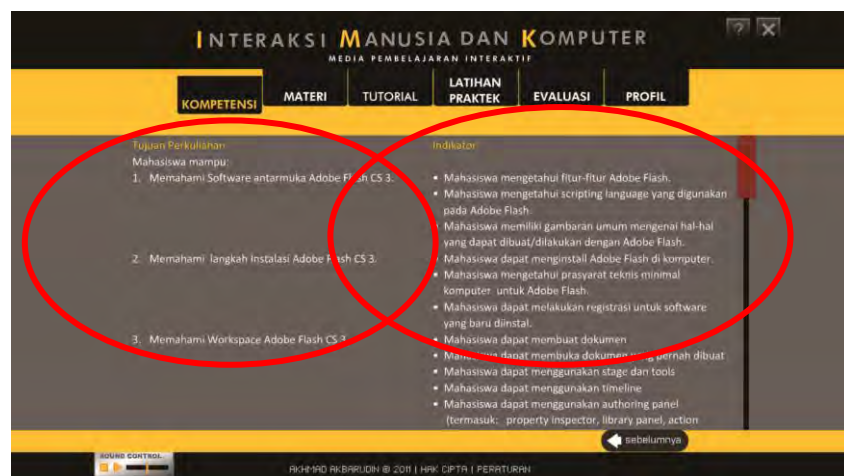 INTERAKSI MANUSIA DAN KOMPUTER
MEDIA PEMBELAJARAN INTERAKTIF
? X
KOMPETENSI
MATERI
TUTORIAL
LATIHAN
PRAKTEK
EVALUASI
PROFIL
Tujuan Perkuliahan
Mahasiswa mampu:
1. Memahami Software antarmuka Adobe Flash CS 3.
2. Memahami langkah Instalasi Adobe Flash CS 3.
3. Memahami Workspace Adobe Flash CS 3
Indikator
• Mahasiswa mengetahui fitur-fitur Adobe Flash.
• Mahasiswa mengetahui scripting language yang digunakan
pada Adobe Flash.
• Mahasiswa memiliki gambaran umum mengenai hal-hal
yang dapat dibuat/dilakukan dengan Adobe Flash.
• Mahasiswa dapat menginstall Adobe Flash di komputer.
• Mahasiswa mengetahui prasyarat teknis minimal
komputer untuk Adobe Flash.
• Mahasiswa dapat melakukan registrasi untuk software
yang baru diinstal.
• Mahasiswa dapat membuat dokumen
• Mahasiswa dapat membuka dokumen yang pernah dibuat
• Mahasiswa dapat menggunakan stage dan tools
• Mahasiswa dapat menggunakan timeline
• Mahasiswa dapat menggunakan authoring panel
(termasuk: property inspector, library panel, action
sebelumnya
SOUND CONTROL
AKHMAD AKBARUDIN @ 2011 | HAK CIPTA | PERATURAN